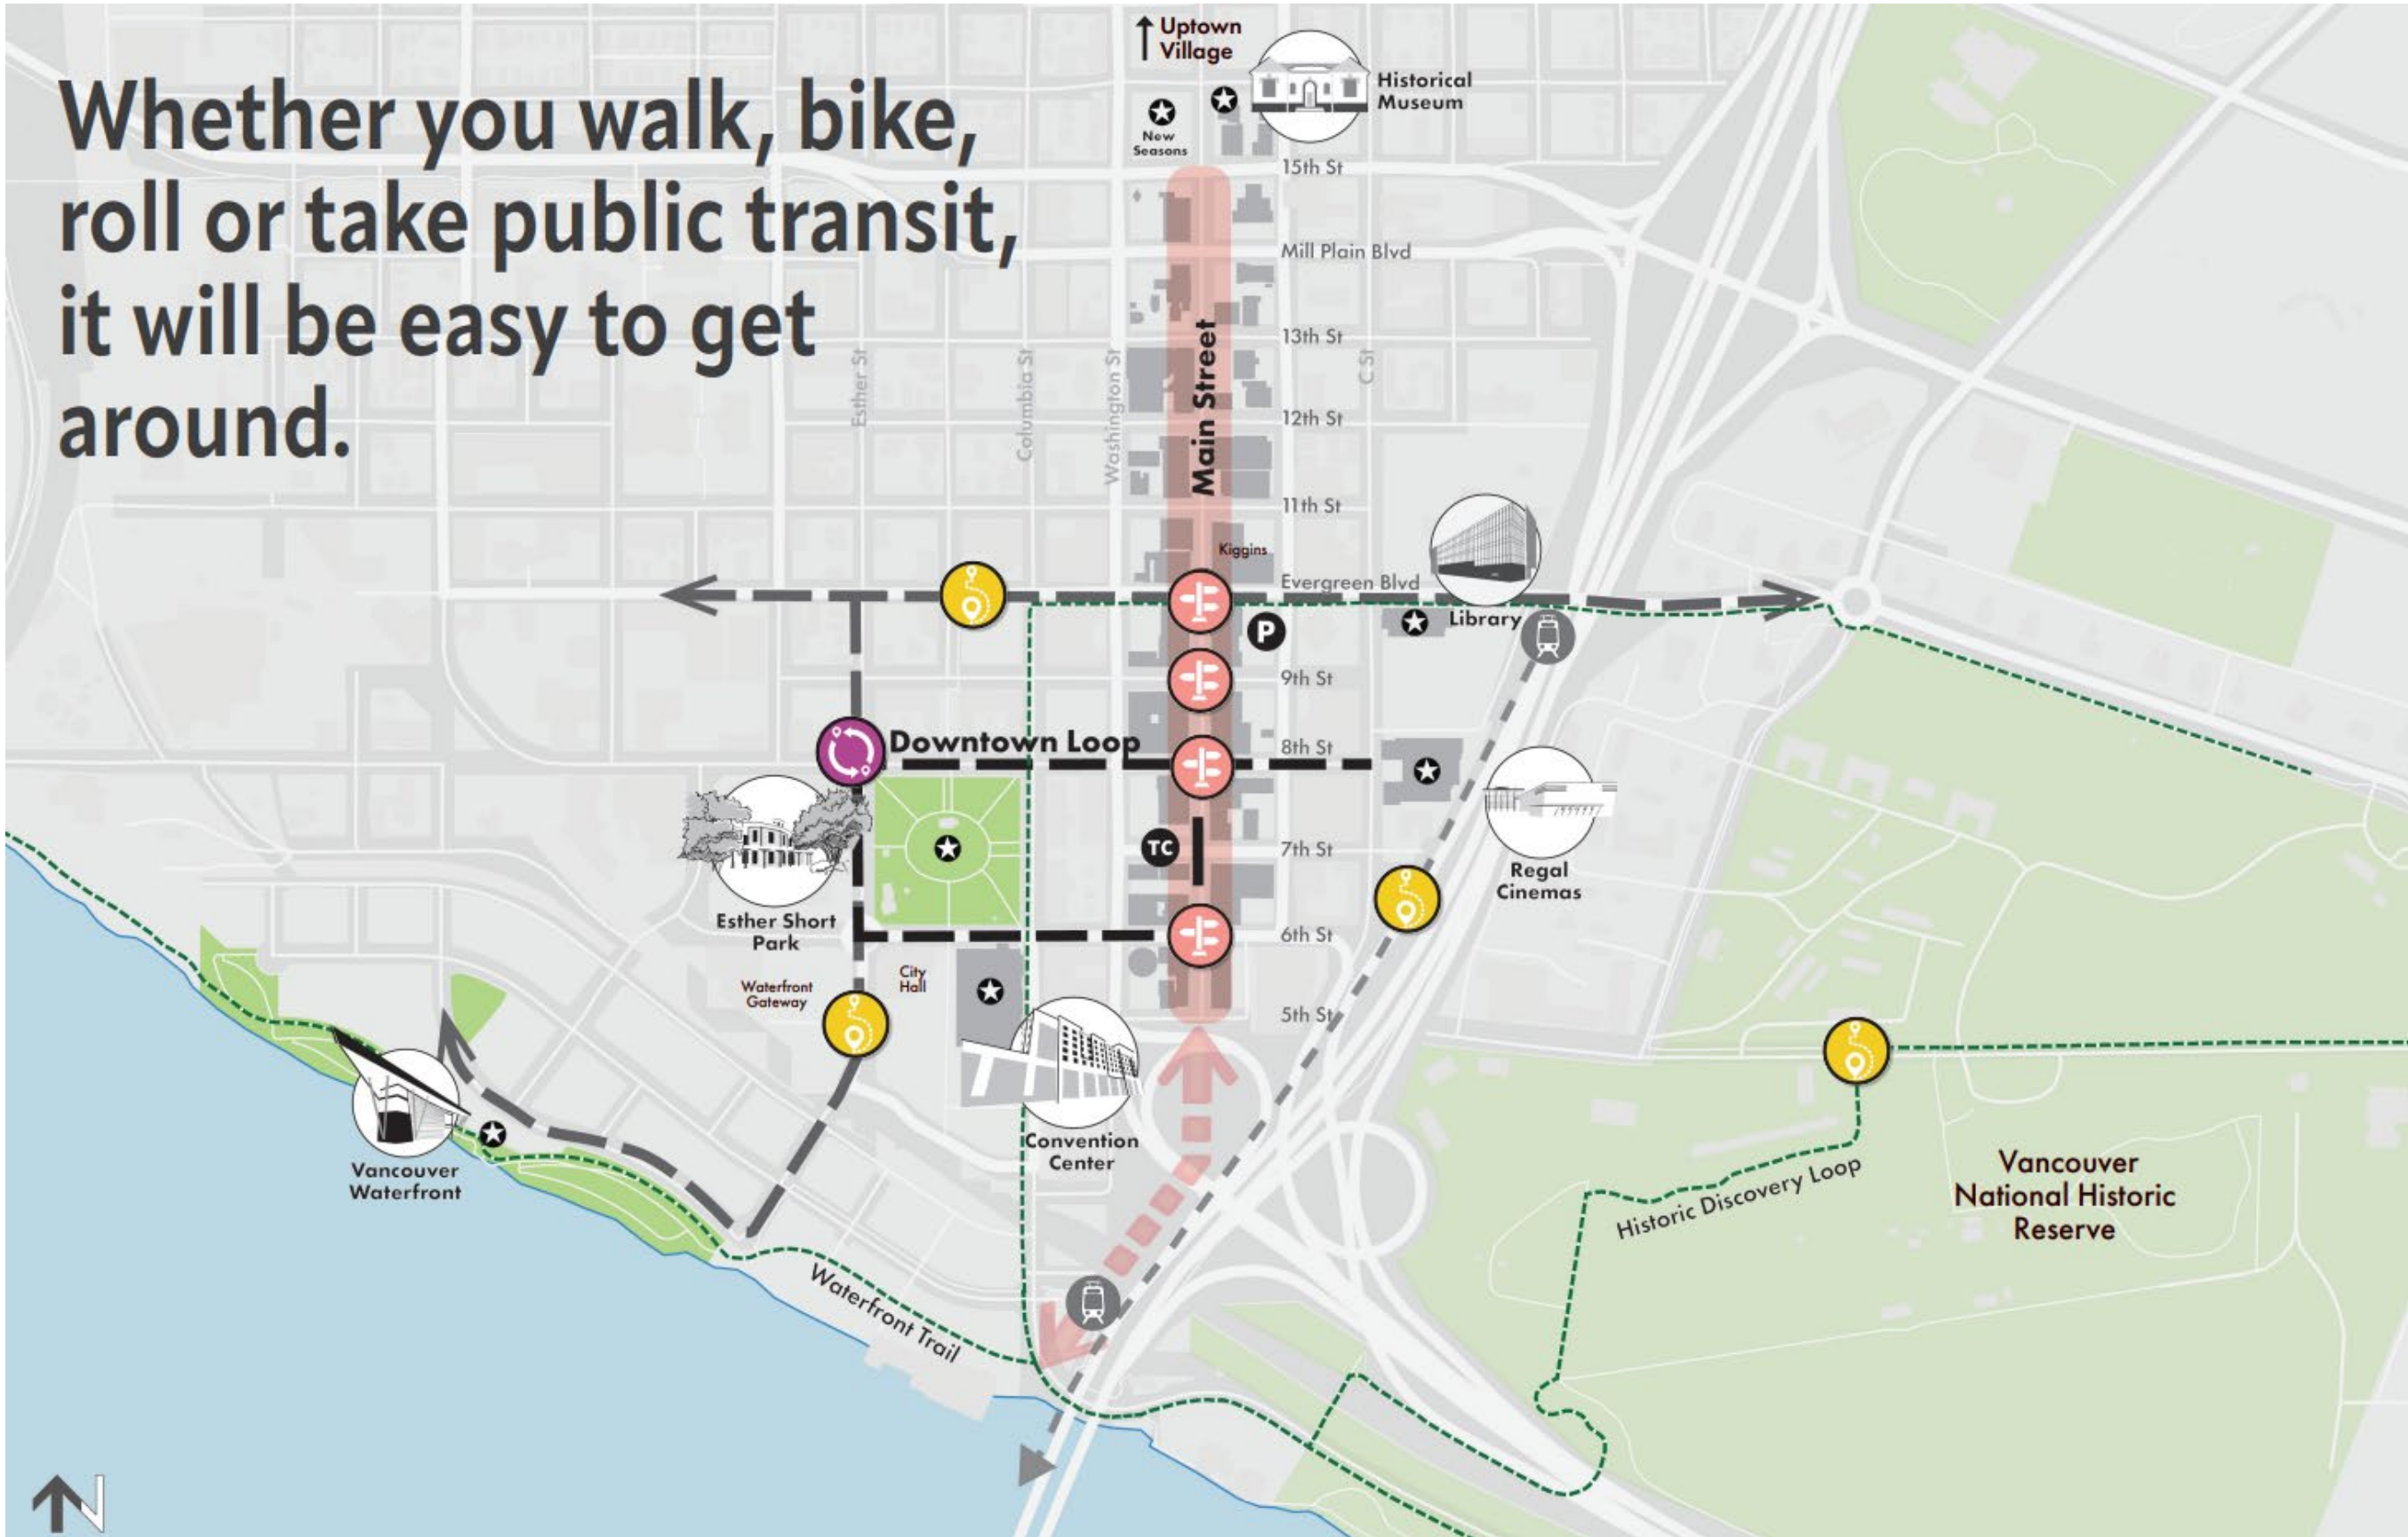 Whether you walk, bike,
roll or take public transit,
it will be easy to get
around.
Uptown
Village
Historical
Museum
New
Seasons
15th St
Mill Plain Blvd
13th St
Esther St
Columbia St
Washington St
Main Street
C St
12th St
11th St
Kiggins
Evergreen Blvd
Library
P
9th St
Downtown Loop
8th St
TC
7th St
Regal
Cinemas
Esther Short
Park
6th St
Waterfront
Gateway
City
Hall
5th St
Convention
Center
Vancouver
Waterfront
Historic Discovery Loop
Vancouver
National Historic
Reserve
Waterfront Trail
N